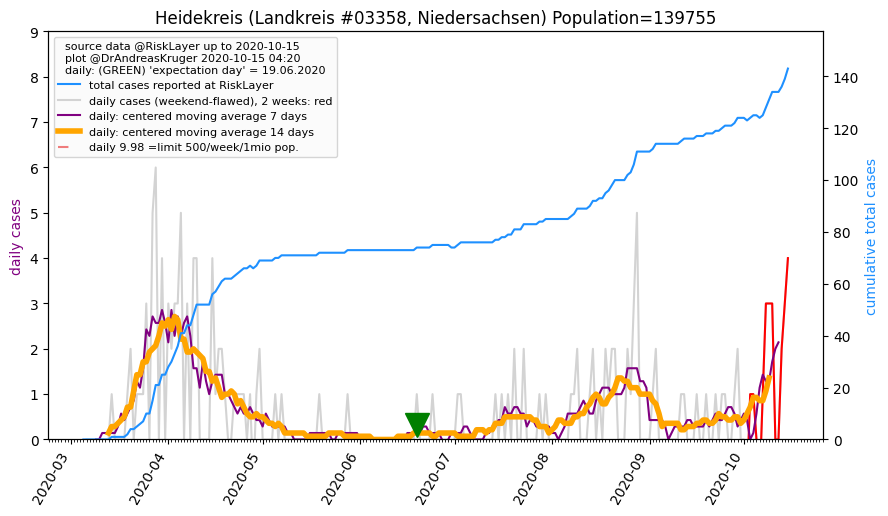 Heidekreis (Landkreis #03358, Niedersachsen) Population=139755
source data @RiskLayer up to 2020-10-15
plot @DrAndreasKruger 2020-10-15 04:20
daily: (GREEN) 'expectation day' = 19.06.2020
total cases reported at RiskLayer
daily cases (weekend-flawed), 2 weeks: red
daily: centered moving average 7 days
daily: centered moving average 14 days
daily 9.98 =limit 500/week/1mio pop.
daily cases
9
8
7
6
5
4
3
2
1
0
cumulative total cases
140
120
100
80
60
40
20
0
2020-03
2020-04
2020-05
2020-06
2020-07
2020-08
2020-09
2020-10